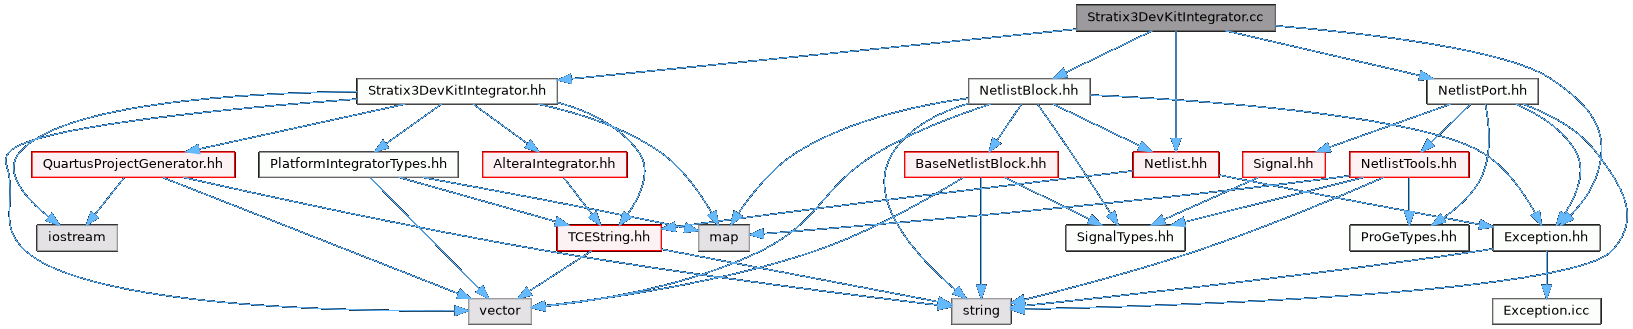 Stratix3DevKitIntegrator.cc
Stratix3DevKitIntegrator.hh
NetlistBlock.hh
NetlistPort.hh
QuartusProjectGenerator.hh
PlatformIntegratorTypes.hh
AlteraIntegrator.hh
BaseNetlistBlock.hh
Netlist.hh
Signal.hh
NetlistTools.hh
iostream
TCEString.hh
map
SignalTypes.hh
ProGeTypes.hh
Exception.hh
vector
string
Exception.icc